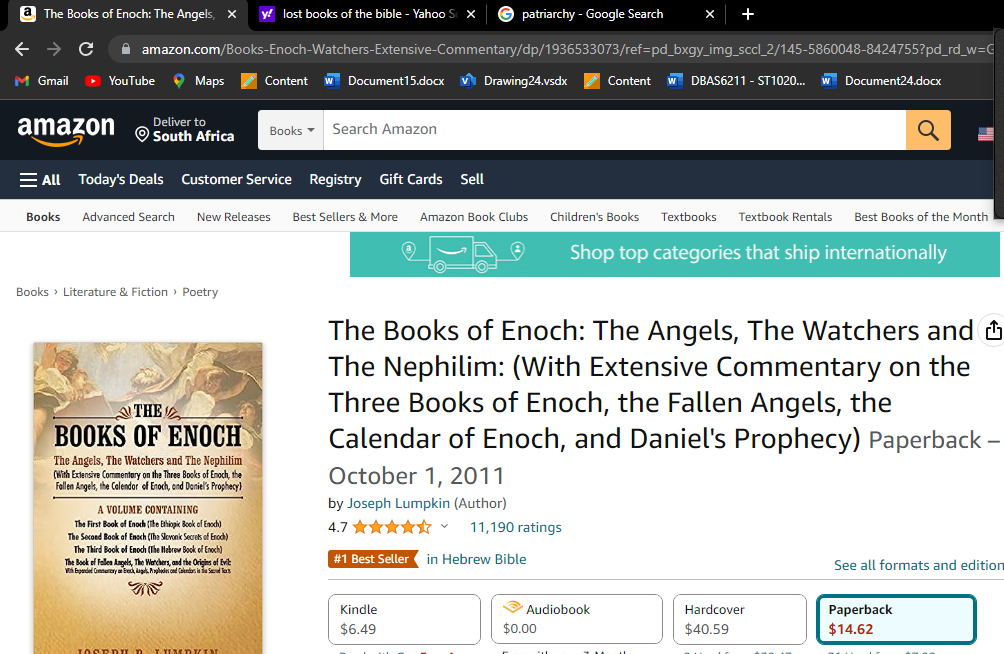 The Books of Enoch: The Angels,
lost books of the bible - Yahoo S
patriarchy - Google Search
amazon.com/Books-Enoch-Watchers-Extensive-Commentary/dp/1936533073/ref=pd_bxgy_img_sccl_2/145-5860048-8424755?pd_rd_w=G
Gmail YouTube Maps Content Document15.docx Drawing24.vsdx Content DBAS6211 - ST1020... Document24.docx
amazon
Deliver to
South Africa
Books
Search Amazon
All Today's Deals Customer Service Registry Gift Cards Sell
Books Advanced Search New Releases Best Sellers & More Amazon Book Clubs Children's Books Textbooks Textbook Rentals Best Books of the Month
Shop top categories that ship internationally
Books › Literature & Fiction › Poetry
THE
BOOKS OF ENOCH
The Angels, The Watchers and The Nephilim
(With Extensive Commentary on the Three Books of Enoch, the
Fallen Angels, the Calendar of Enoch, and Daniel's Prophecy)
A VOLUME CONTAINING
The First Book of Enoch (The Ethiopic Book of Enoch)
The Second Book of Enoch (The Slavonic Secrets of Enoch)
The Third Book of Enoch (The Hebrew Book of Enoch)
The Book of Fallen Angels, The Watchers, and the Origins of Evil:
With Expanded Commentary on Enoch, Angels, Prophecies and Calendars in the Sacred Texts
JOSEPH B. LUMPKIN
The Books of Enoch: The Angels, The Watchers and
The Nephilim: (With Extensive Commentary on the
Three Books of Enoch, the Fallen Angels, the
Calendar of Enoch, and Daniel's Prophecy) Paperback –
October 1, 2011
by Joseph Lumpkin (Author)
4.7 11,190 ratings
#1 Best Seller in Hebrew Bible
See all formats and edition
Kindle
$6.49
Audiobook
$0.00
Hardcover
$40.59
Paperback
$14.62